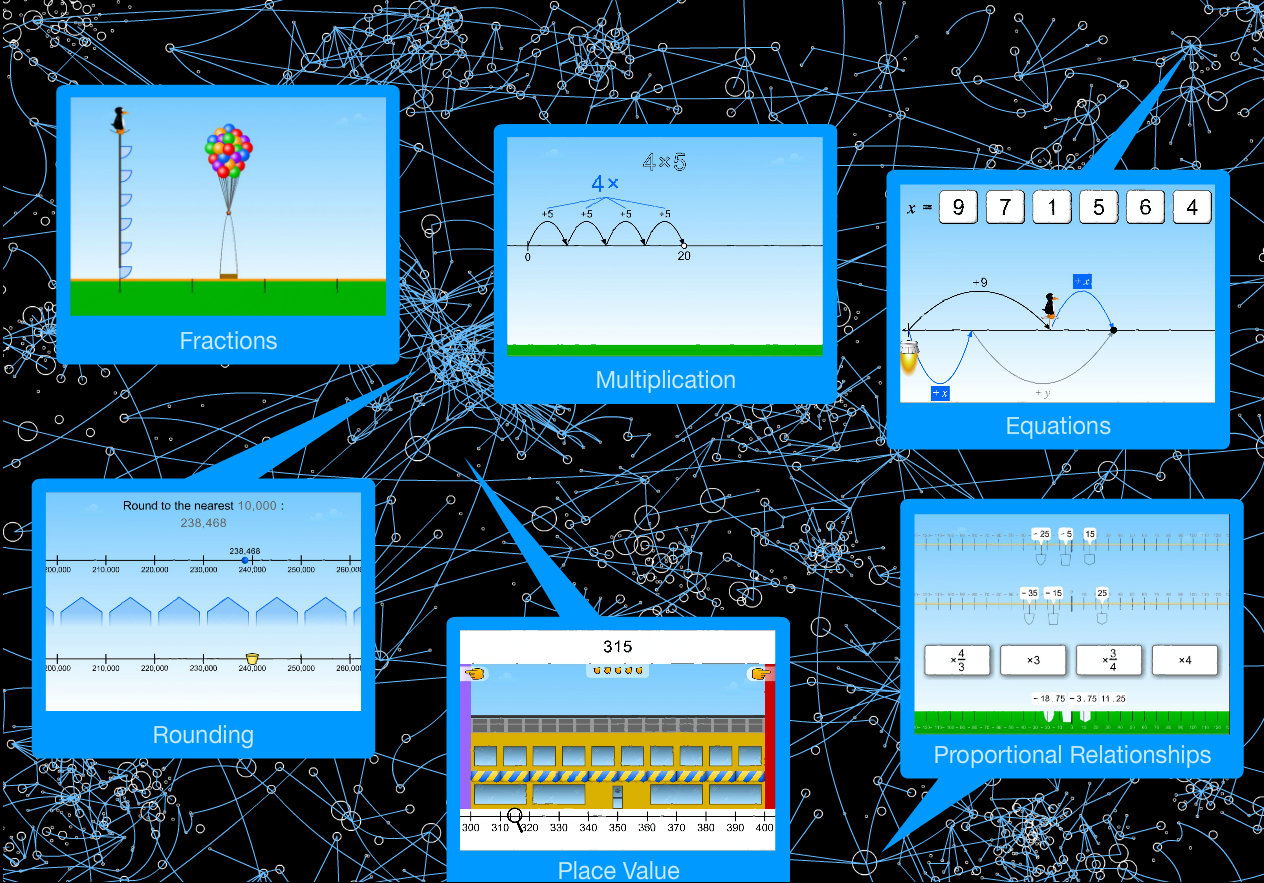 Fractions
4×5
4×
+5 +5 +5 +5
0 20
Multiplication
x = 9 7 1 5 6 4
+9
+x
+x
+y
Equations
Round to the nearest 10,000 :
238,468
238,468
200,000 210,000 220,000 230,000 240,000 250,000 260,000
200,000 210,000 220,000 230,000 240,000 250,000 260,000
Rounding
315
300 310 320 330 340 350 360 370 380 390 400
Place Value
−25 −5 15
−35 −15 25
×4/3 ×3 ×3/4 ×4
−18.75 −3.75 11.25
Proportional Relationships